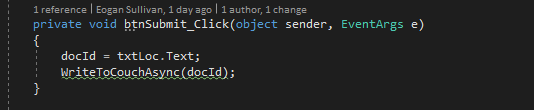 1 reference | Eogan Sullivan, 1 day ago | 1 author, 1 change
private void btnSubmit_Click(object sender, EventArgs e)
{
docId = txtLoc.Text;
WriteToCouchAsync(docId);
}